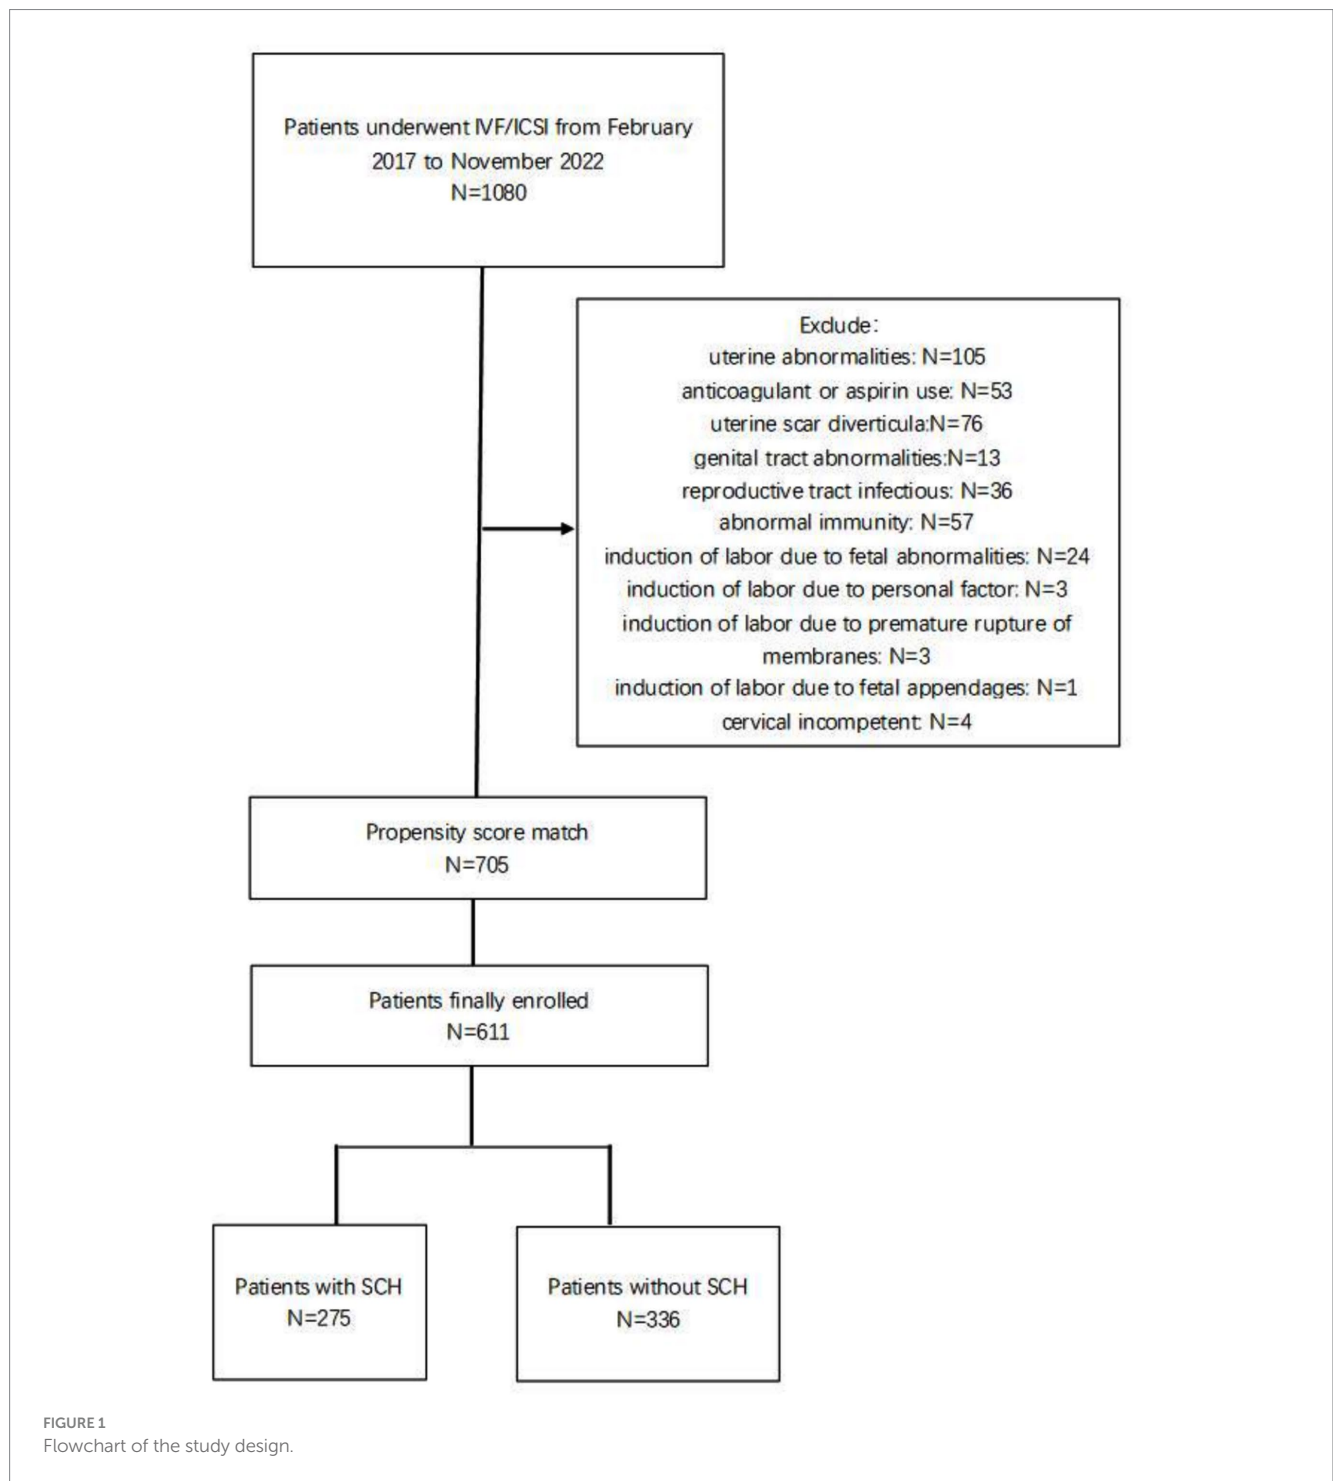 Patients underwent IVF/ICSI from February
2017 to November 2022
N=1080
Exclude:
uterine abnormalities: N=105
anticoagulant or aspirin use: N=53
uterine scar diverticula:N=76
genital tract abnormalities:N=13
reproductive tract infectious: N=36
abnormal immunity: N=57
induction of labor due to fetal abnormalities: N=24
induction of labor due to personal factor: N=3
induction of labor due to premature rupture of
membranes: N=3
induction of labor due to fetal appendages: N=1
cervical incompetent: N=4
Propensity score match
N=705
Patients finally enrolled
N=611
Patients with SCH
N=275
Patients without SCH
N=336
FIGURE 1
Flowchart of the study design.